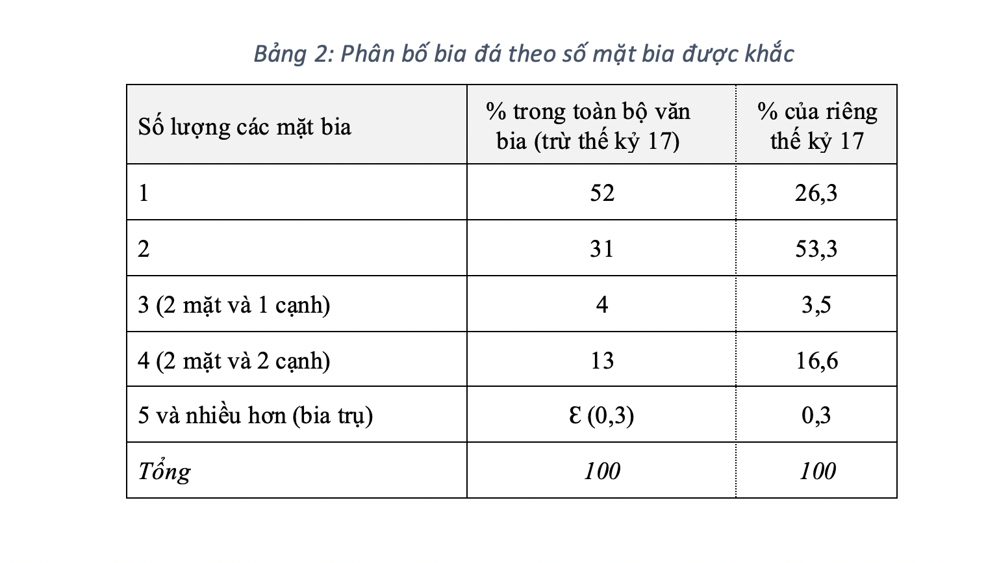 Bảng 2: Phân bố bia đá theo số mặt bia được khắc
Số lượng các mặt bia
% trong toàn bộ văn
bia (trừ thế kỷ 17)
% của riêng
thế kỷ 17
1
52
26,3
2
31
53,3
3 (2 mặt và 1 cạnh)
4
3,5
4 (2 mặt và 2 cạnh)
13
16,6
5 và nhiều hơn (bia trụ)
Ɛ (0,3)
0,3
Tổng
100
100